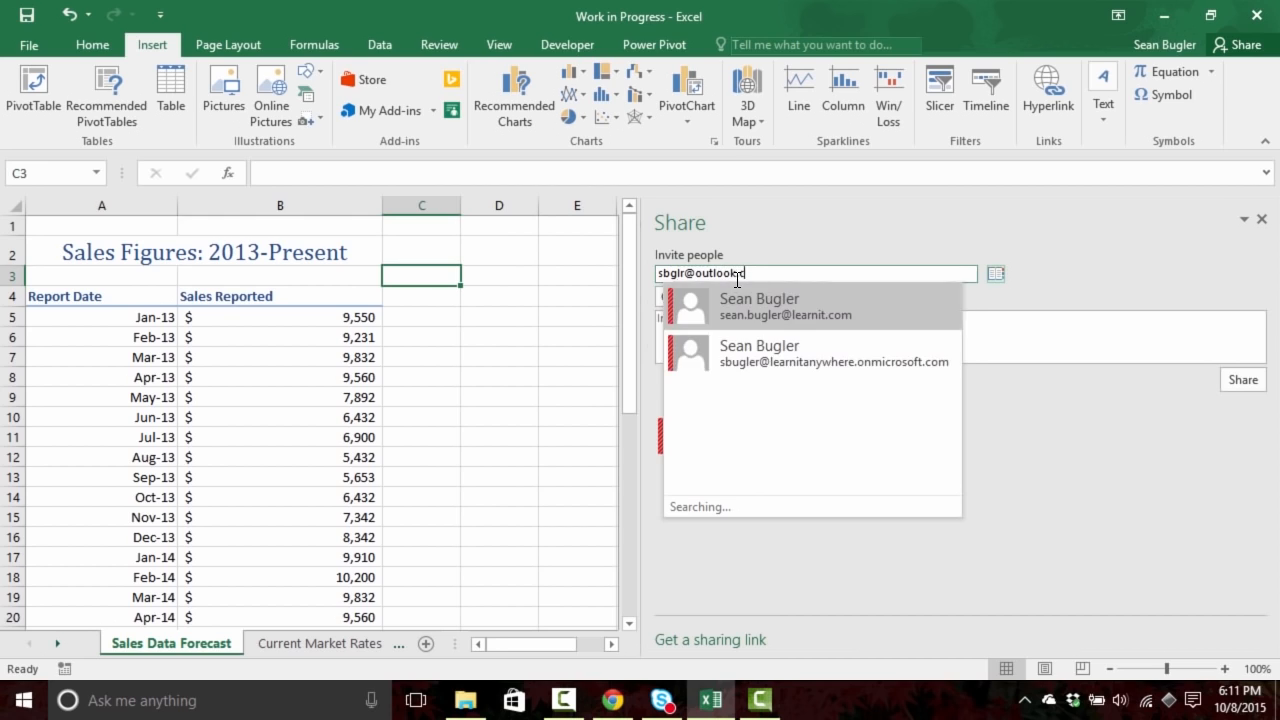 Work in Progress - Excel
File Home Insert Page Layout Formulas Data Review View Developer Power Pivot Tell me what you want to do... Sean Bugler Share
PivotTable
Recommended PivotTables
Table
Tables
Pictures
Online Pictures
Illustrations
Store
My Add-ins
Add-ins
Recommended Charts
PivotChart
Charts
3D Map
Tours
Line
Column
Win/ Loss
Sparklines
Slicer
Timeline
Filters
Hyperlink
Links
A
Text
π Equation
Ω Symbol
Symbols
C3
fx
A B C D E
1
2 Sales Figures: 2013-Present
3
4 Report Date Sales Reported
5 Jan-13 $ 9,550
6 Feb-13 $ 9,231
7 Mar-13 $ 9,832
8 Apr-13 $ 9,560
9 May-13 $ 7,892
10 Jun-13 $ 6,432
11 Jul-13 $ 6,900
12 Aug-13 $ 5,432
13 Sep-13 $ 5,653
14 Oct-13 $ 6,432
15 Nov-13 $ 7,342
16 Dec-13 $ 8,342
17 Jan-14 $ 9,910
18 Feb-14 $ 10,200
19 Mar-14 $ 9,832
20 Apr-14 $ 9,560
Share
Invite people
sbglr@outlook.c
Sean Bugler
sean.bugler@learnit.com
Sean Bugler
sbugler@learnitanywhere.onmicrosoft.com
Searching...
Share
Get a sharing link
Sales Data Forecast Current Market Rates ...
Ready 100%
Ask me anything
6:11 PM
10/8/2015